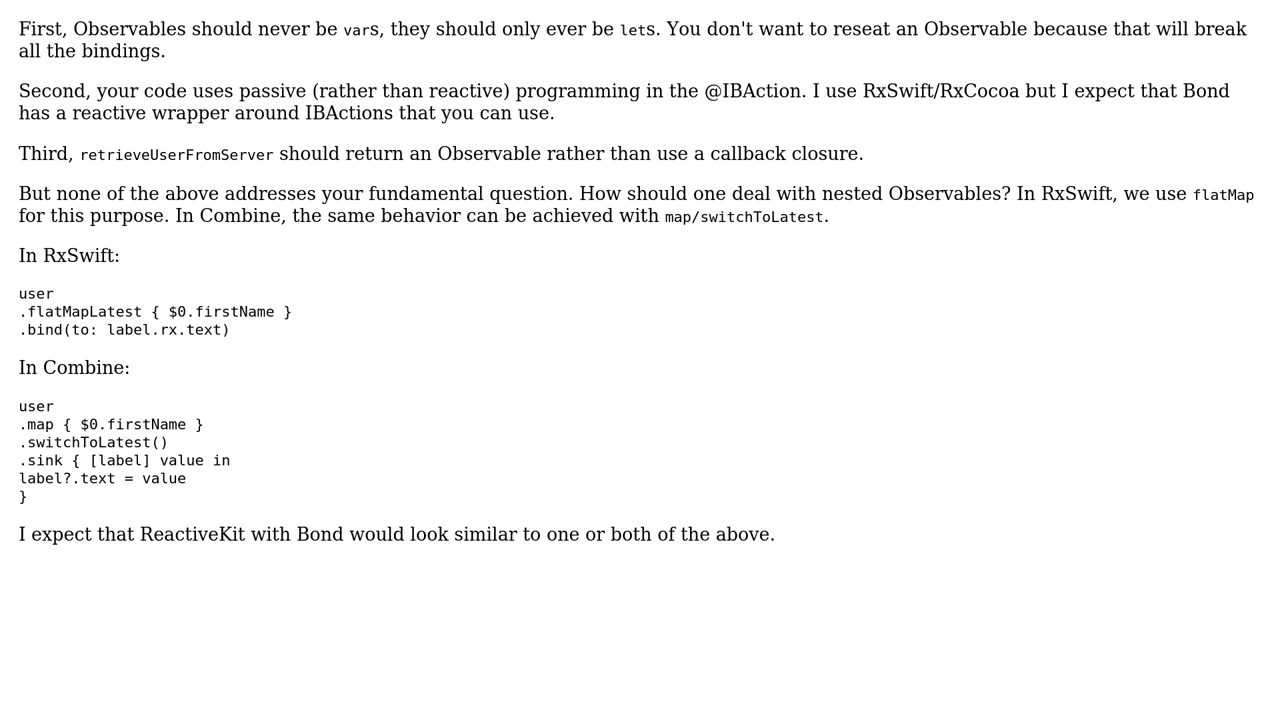 First, Observables should never be vars, they should only ever be lets. You don't want to reseat an Observable because that will break
all the bindings.
Second, your code uses passive (rather than reactive) programming in the @IBAction. I use RxSwift/RxCocoa but I expect that Bond
has a reactive wrapper around IBActions that you can use.
Third, retrieveUserFromServer should return an Observable rather than use a callback closure.
But none of the above addresses your fundamental question. How should one deal with nested Observables? In RxSwift, we use flatMap
for this purpose. In Combine, the same behavior can be achieved with map/switchToLatest.
In RxSwift:
user
.flatMapLatest { $0.firstName }
.bind(to: label.rx.text)
In Combine:
user
.map { $0.firstName }
.switchToLatest()
.sink { [label] value in
label?.text = value
}
I expect that ReactiveKit with Bond would look similar to one or both of the above.